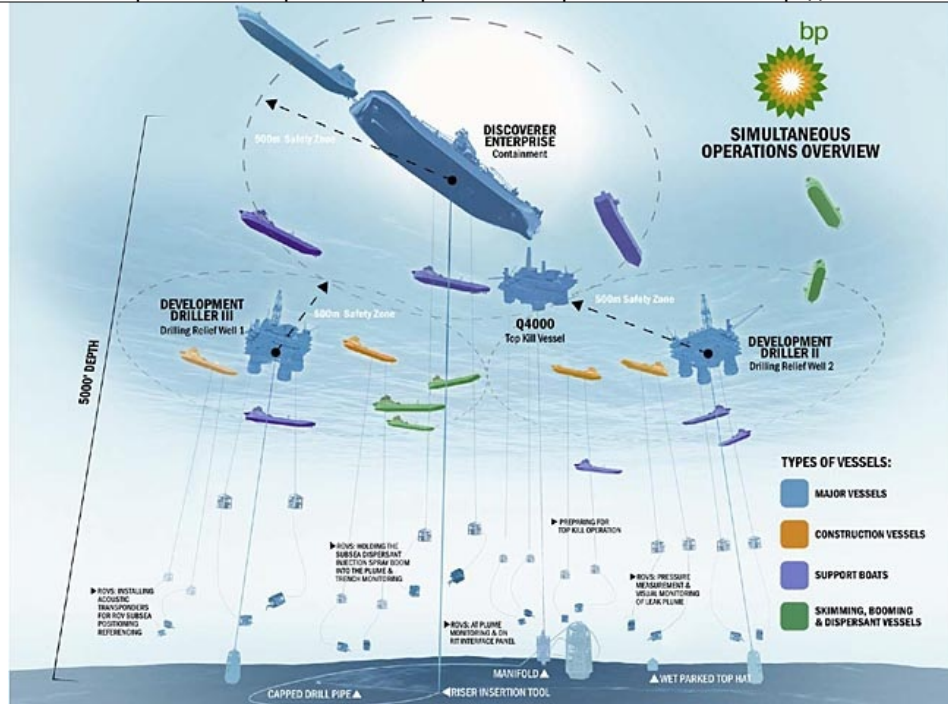 bp
SIMULTANEOUS
OPERATIONS OVERVIEW
DISCOVERER
ENTERPRISE
Containment
500m Safety Zone
DEVELOPMENT
DRILLER III
Drilling Relief Well 1
500m Safety Zone
Q4000
Top Kill Vessel
500m Safety Zone
DEVELOPMENT
DRILLER II
Drilling Relief Well 2
5000' DEPTH
TYPES OF VESSELS:
MAJOR VESSELS
CONSTRUCTION VESSELS
SUPPORT BOATS
SKIMMING, BOOMING
& DISPERSANT VESSELS
▶ROVS: INSTALLING
ACOUSTIC
TRANSPONDERS
FOR ROV SUBSEA
POSITIONING
REFERENCING
▶ROVS: HOLDING THE
SUBSEA DISPERSANT
INJECTION SPRAY BOOM
INTO THE PLUME &
TRENCH MONITORING
▶PREPARING FOR
TOP KILL OPERATION
▶ROVS: AT PLUME
MONITORING & ON
RIT INTERFACE PANEL
▶ROVS: PRESSURE
MEASUREMENT &
VISUAL MONITORING
OF LEAK PLUME
MANIFOLD▲
▲WET PARKED TOP HAT
CAPPED DRILL PIPE▲
◀RISER INSERTION TOOL